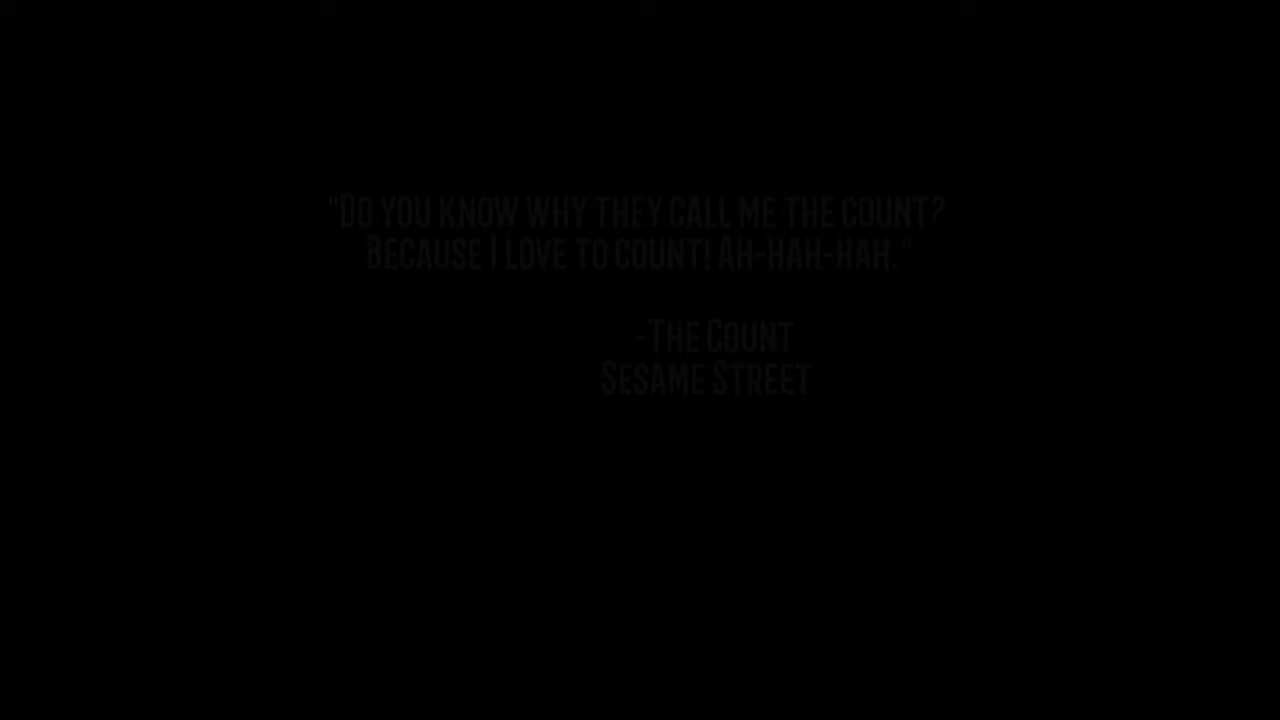 "Do you know why they call me the count?
Because I love to count! Ah-hah-hah."
-The Count
Sesame Street